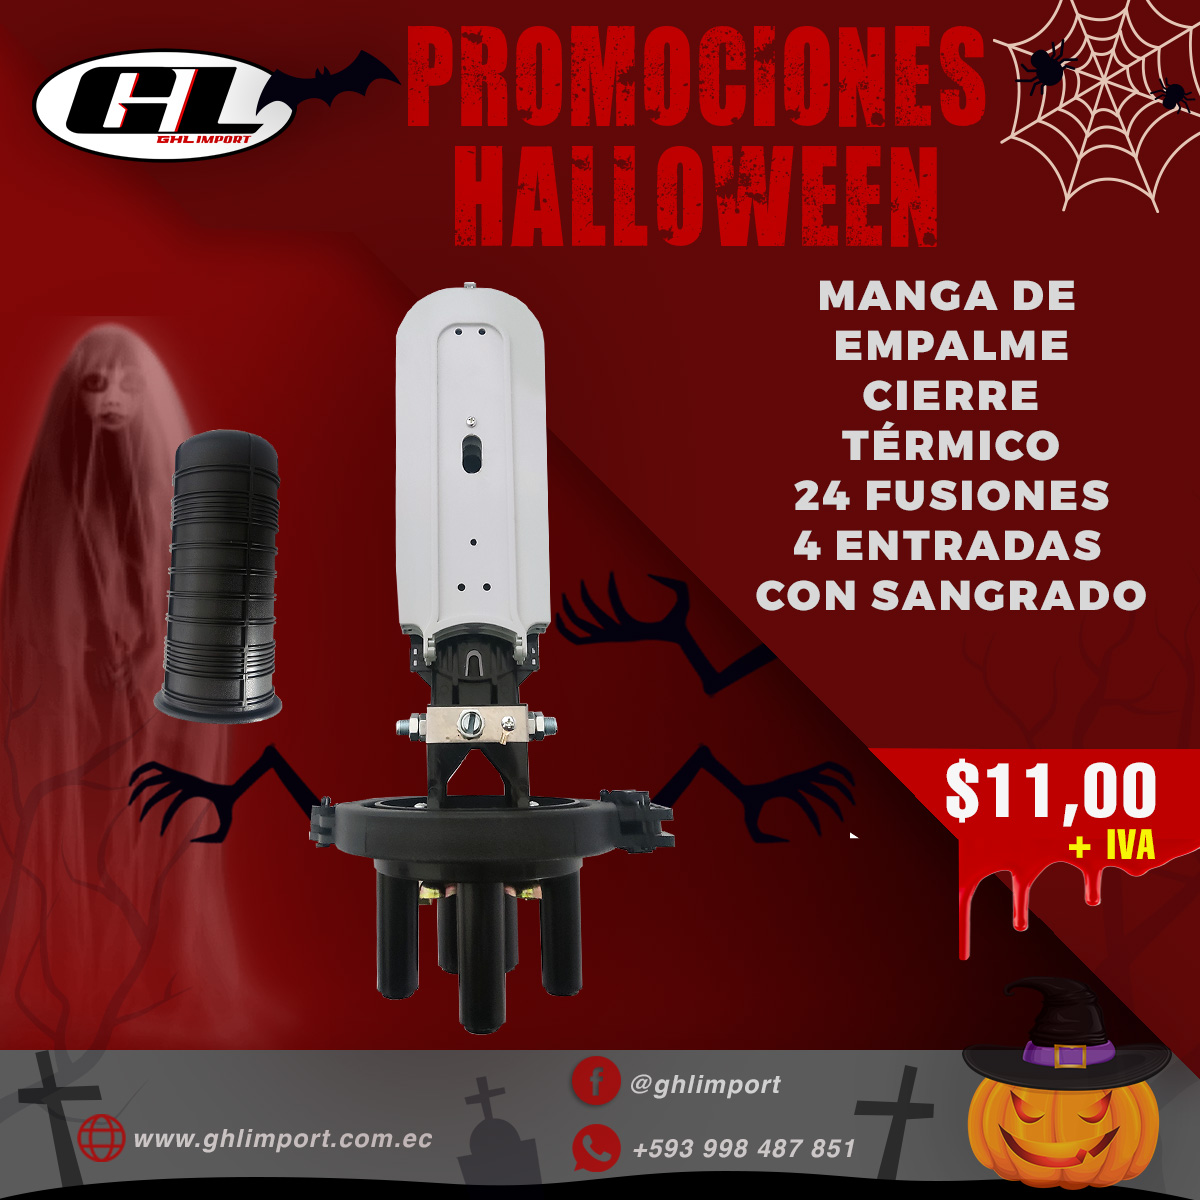 GHL
GHL IMPORT
PROMOCIONES
HALLOWEEN
MANGA DE
EMPALME
CIERRE
TÉRMICO
24 FUSIONES
4 ENTRADAS
CON SANGRADO
$11,00
+ IVA
@ghlimport
www.ghlimport.com.ec
+593 998 487 851